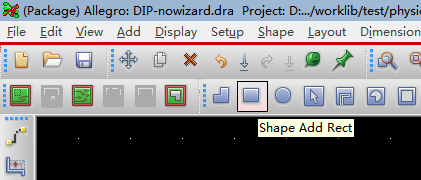 (Package) Allegro: DIP-nowizard.dra Project: D:.../worklib/test/physic
File Edit View Add Display Setup Shape Layout Dimension
Shape Add Rect